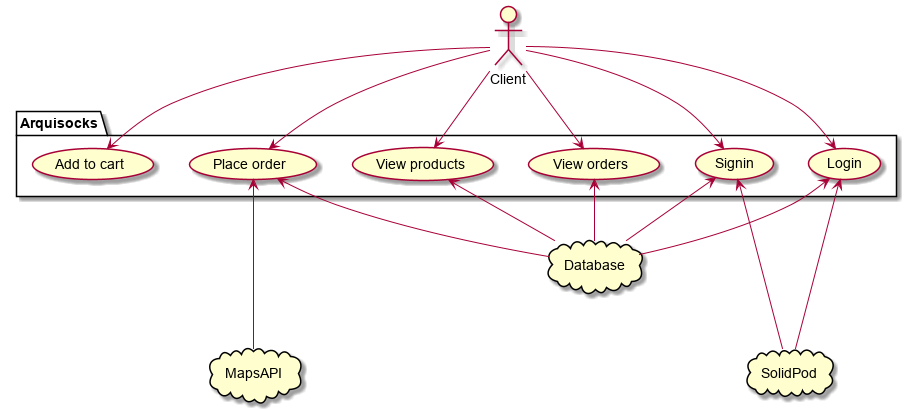 Client
Arquisocks
Add to cart
Place order
View products
View orders
Signin
Login
Database
MapsAPI
SolidPod